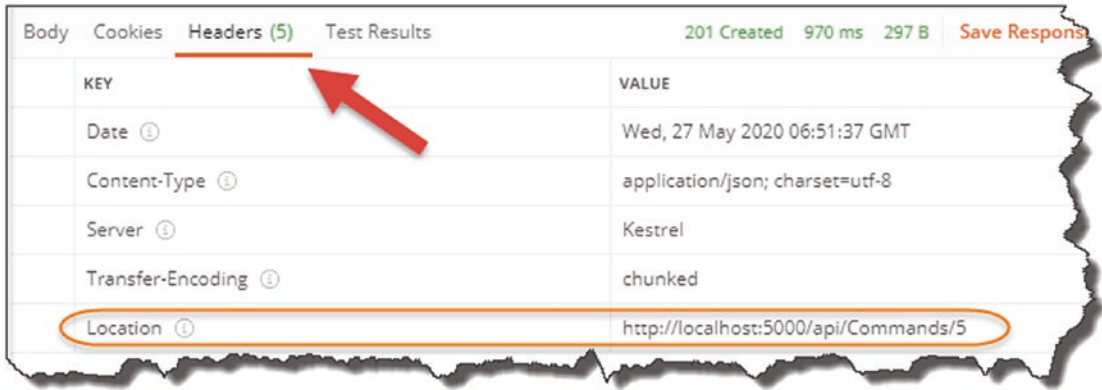 Body Cookies Headers (5) Test Results 201 Created 970 ms 297 B Save Respons
KEY VALUE
Date Wed, 27 May 2020 06:51:37 GMT
Content-Type application/json; charset=utf-8
Server Kestrel
Transfer-Encoding chunked
Location http://localhost:5000/api/Commands/5